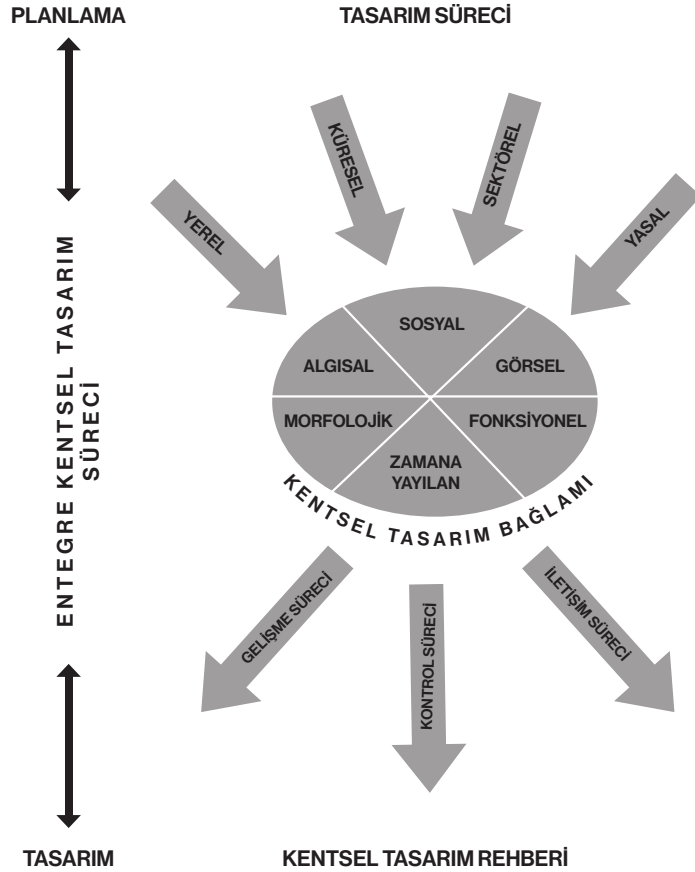 PLANLAMA
TASARIM SÜRECİ
KÜRESEL
SEKTÖREL
YEREL
YASAL
ENTEGRE KENTSEL TASARIM
SÜRECİ
SOSYAL
ALGISAL
GÖRSEL
MORFOLOJİK
FONKSİYONEL
ZAMANA
YAYILAN
KENTSEL TASARIM BAĞLAMI
GELİŞME SÜRECİ
KONTROL SÜRECİ
İLETİŞİM SÜRECİ
TASARIM
KENTSEL TASARIM REHBERİ